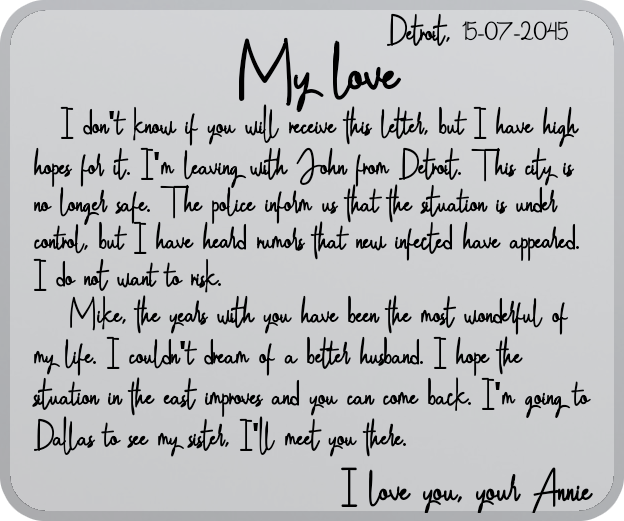 Detroit, 15-07-2045
My love
I don't know if you will receive this letter, but I have high
hopes for it. I'm leaving with John from Detroit. This city is
no longer safe. The police inform us that the situation is under
control, but I have heard rumors that new infected have appeared.
I do not want to risk.
Mike, the years with you have been the most wonderful of
my life. I couldn't dream of a better husband. I hope the
situation in the east improves and you can come back. I'm going to
Dallas to see my sister, I'll meet you there.
I love you, your Annie